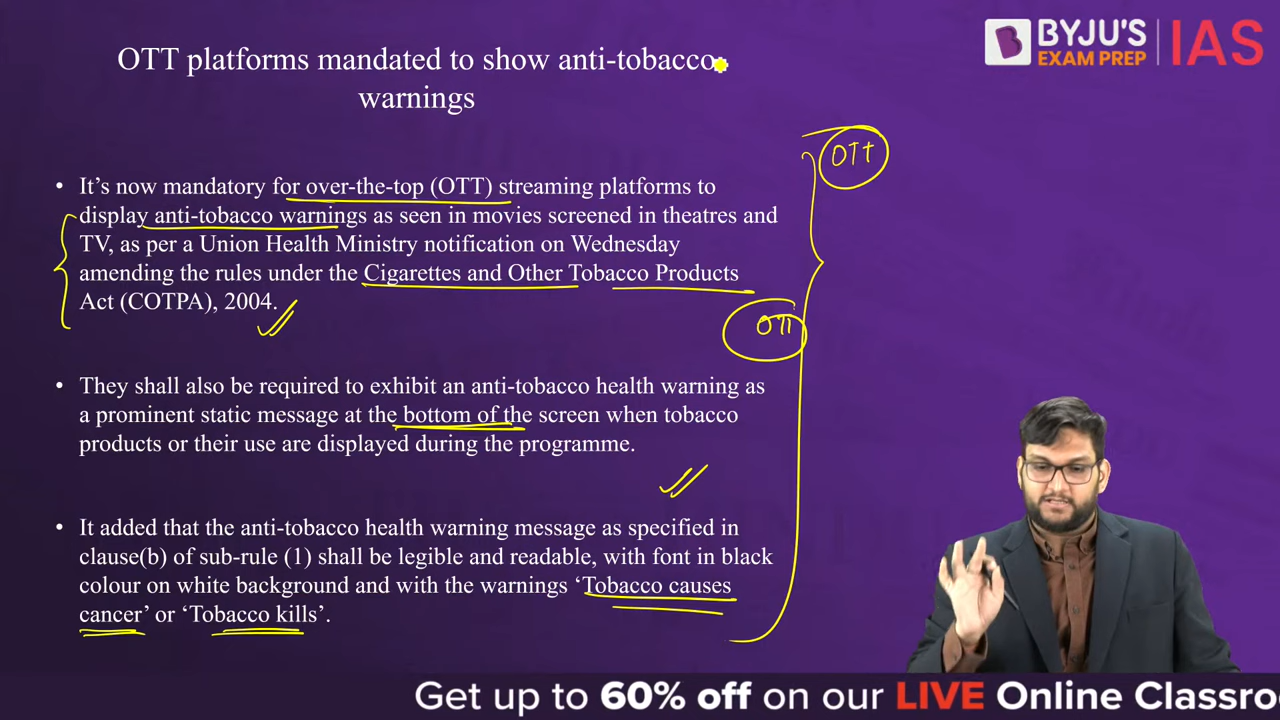 OTT platforms mandated to show anti-tobacco
warnings
BYJU'S
EXAM PREP
IAS
• It’s now mandatory for over-the-top (OTT) streaming platforms to
display anti-tobacco warnings as seen in movies screened in theatres and
TV, as per a Union Health Ministry notification on Wednesday
amending the rules under the Cigarettes and Other Tobacco Products
Act (COTPA), 2004.
OTT
OTT
• They shall also be required to exhibit an anti-tobacco health warning as
a prominent static message at the bottom of the screen when tobacco
products or their use are displayed during the programme.
• It added that the anti-tobacco health warning message as specified in
clause(b) of sub-rule (1) shall be legible and readable, with font in black
colour on white background and with the warnings ‘Tobacco causes
cancer’ or ‘Tobacco kills’.
Get up to 60% off on our LIVE Online Classro